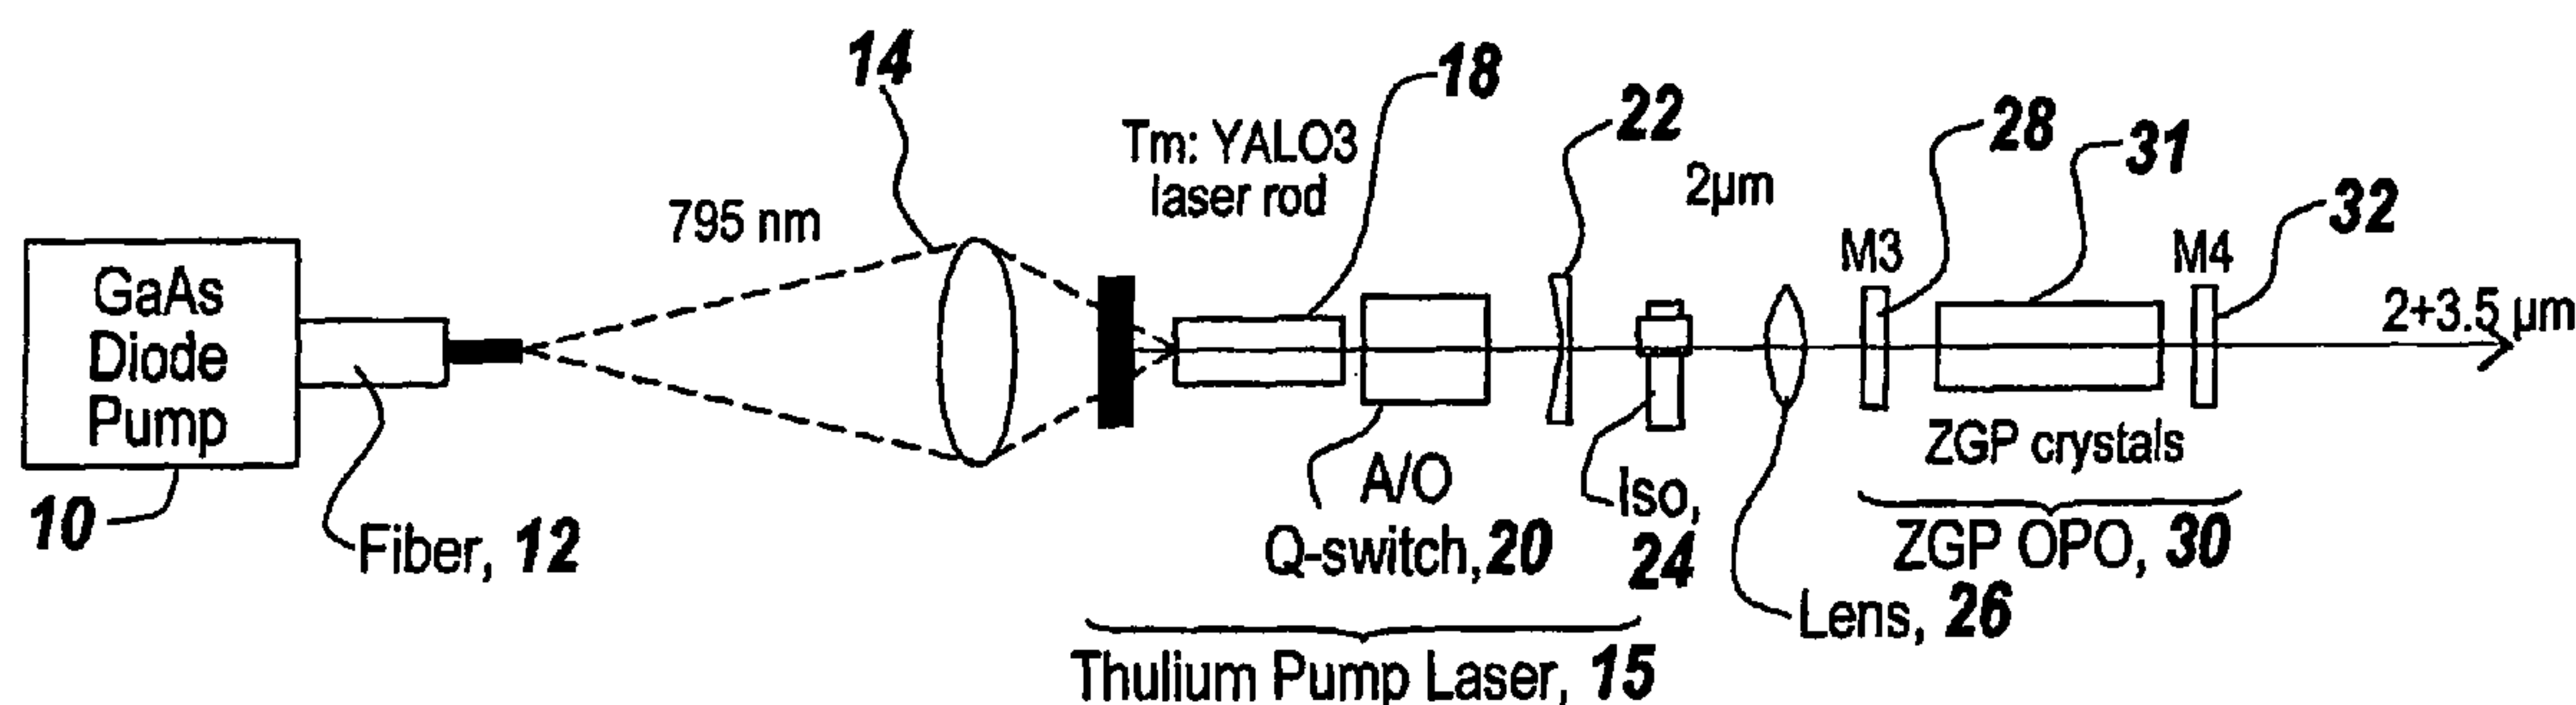 14
18
Tm: YALO3
laser rod
22
2µm
28
31
32
795 nm
M3
M4
GaAs
Diode
Pump
2+3.5 µm
ZGP crystals
10
Fiber, 12
A/O
Q-switch, 20
Iso,
24
ZGP OPO, 30
Lens, 26
Thulium Pump Laser, 15